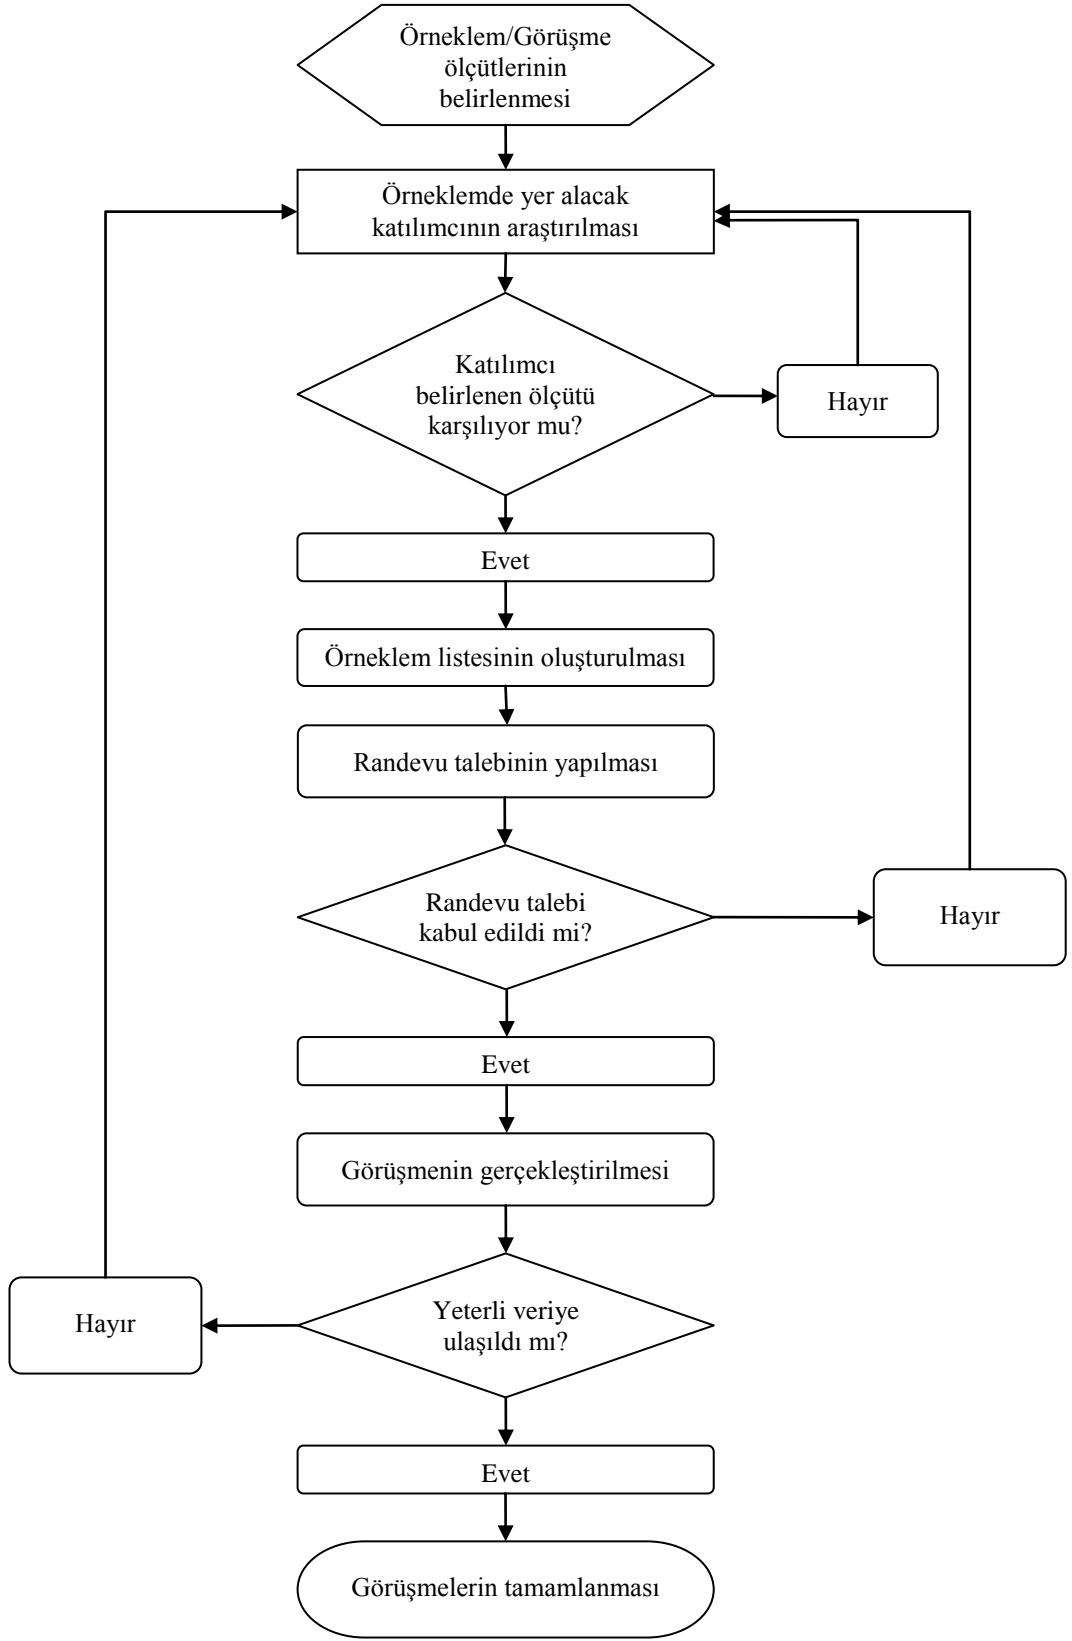 Örneklem/Görüşme
ölçütlerinin
belirlenmesi
Örneklemde yer alacak
katılımcının araştırılması
Katılımcı
belirlenen ölçütü
karşılıyor mu?
Hayır
Evet
Örneklem listesinin oluşturulması
Randevu talebinin yapılması
Randevu talebi
kabul edildi mi?
Hayır
Evet
Görüşmenin gerçekleştirilmesi
Yeterli veriye
ulaşıldı mı?
Hayır
Evet
Görüşmelerin tamamlanması